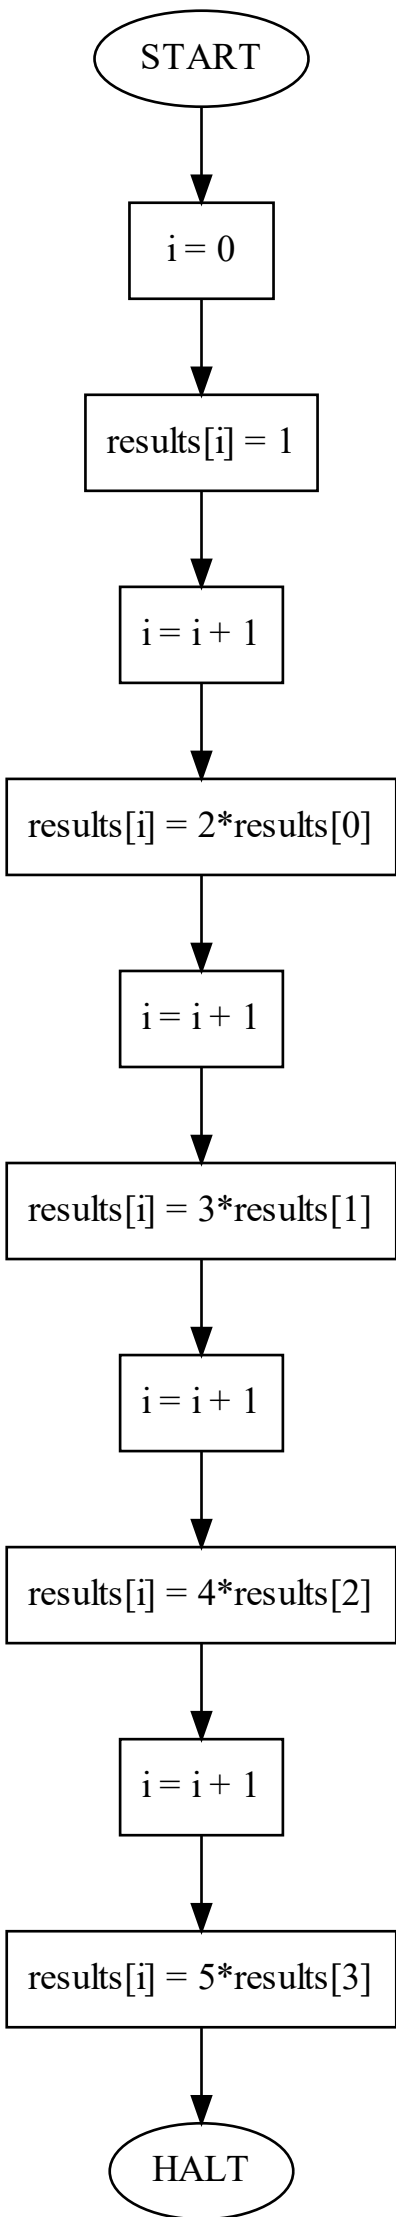 START
i = 0
results[i] = 1
i = i + 1
results[i] = 2*results[0]
i = i + 1
results[i] = 3*results[1]
i = i + 1
results[i] = 4*results[2]
i = i + 1
results[i] = 5*results[3]
HALT